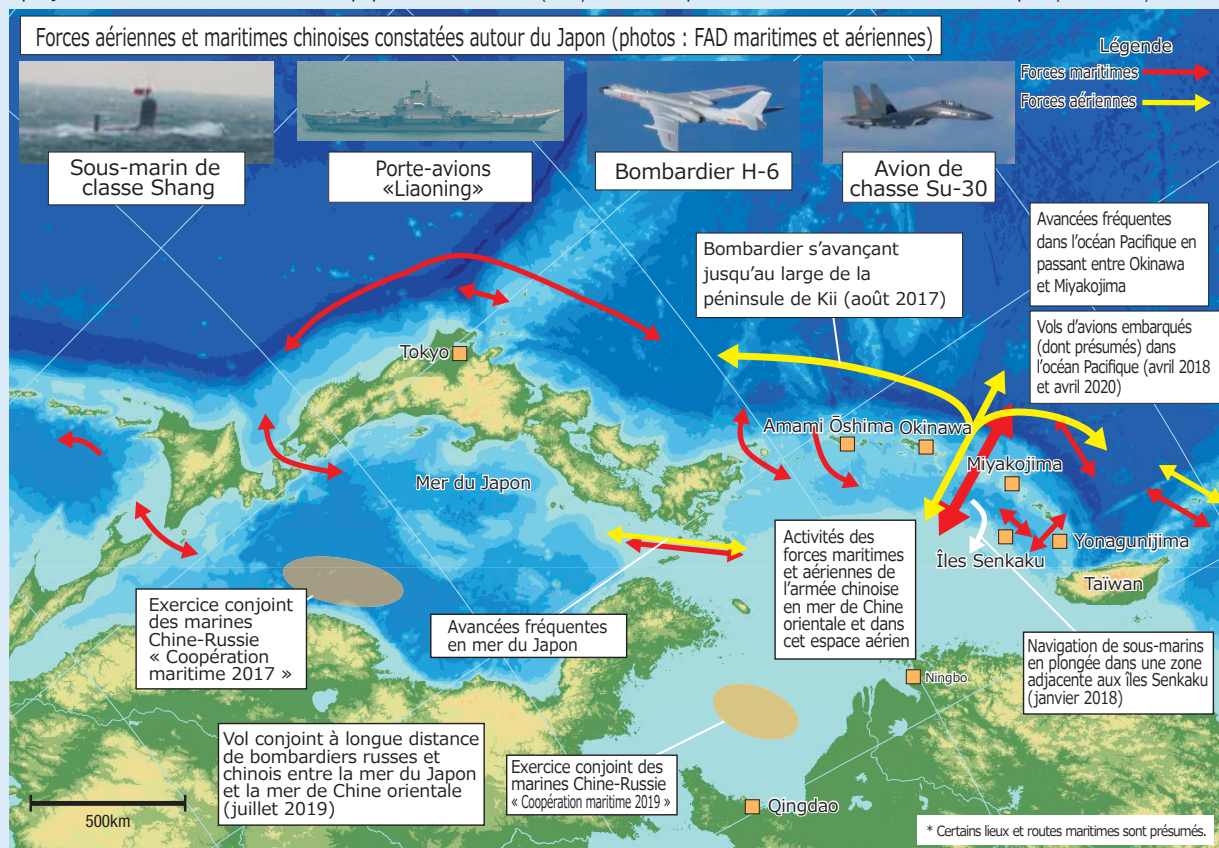 Forces aériennes et maritimes chinoises constatées autour du Japon (photos : FAD maritimes et aériennes)
Légende
Forces maritimes
Forces aériennes
Sous-marin de
classe Shang
Porte-avions
«Liaoning»
Bombardier H-6
Avion de
chasse Su-30
Avancées fréquentes
dans l’océan Pacifique en
passant entre Okinawa
et Miyakojima
Bombardier s’avançant
jusqu’au large de la
péninsule de Kii (août 2017)
Vols d’avions embarqués
(dont présumés) dans
l’océan Pacifique (avril 2018
et avril 2020)
Tokyo
Amami Ōshima
Okinawa
Miyakojima
Mer du Japon
Yonagunijima
Îles Senkaku
Taïwan
Activités des
forces maritimes
et aériennes de
l’armée chinoise
en mer de Chine
orientale et dans
cet espace aérien
Exercice conjoint
des marines
Chine-Russie
« Coopération
maritime 2017 »
Avancées fréquentes
en mer du Japon
Navigation de sous-marins
en plongée dans une zone
adjacente aux îles Senkaku
(janvier 2018)
Ningbo
Vol conjoint à longue distance
de bombardiers russes et
chinois entre la mer du Japon
et la mer de Chine orientale
(juillet 2019)
Exercice conjoint des
marines Chine-Russie
« Coopération maritime 2019 »
Qingdao
500km
* Certains lieux et routes maritimes sont présumés.